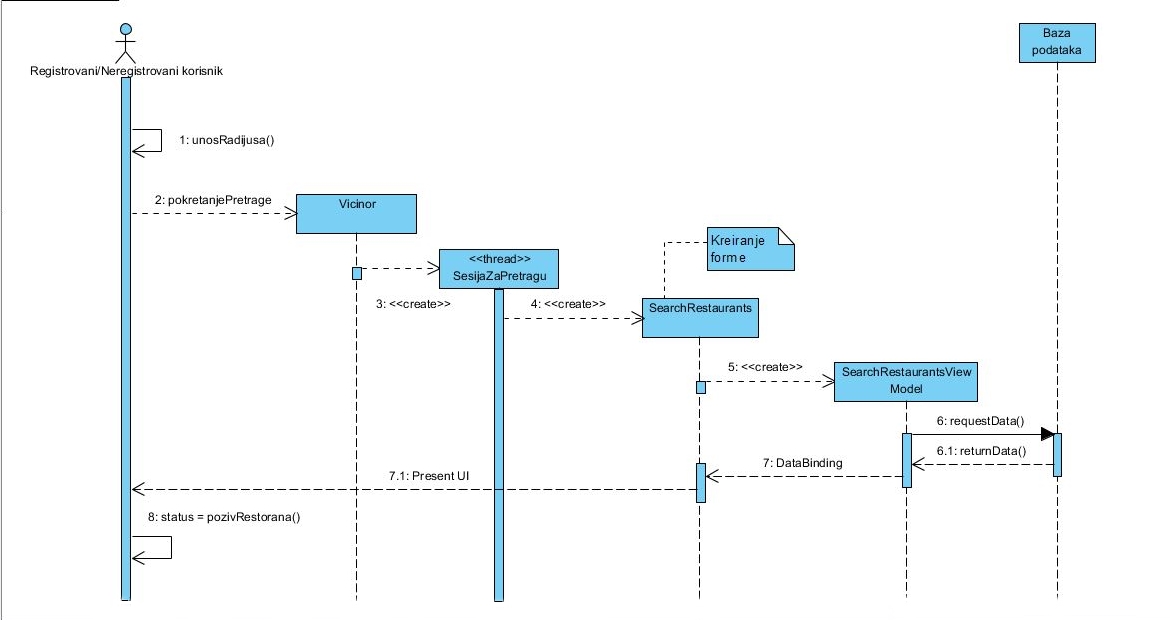 Baza
podataka
Registrovani/Neregistrovani korisnik
1: unosRadijusa()
2: pokretanjePretrage
Vicinor
<<thread>>
SesijaZaPretragu
3: <<create>>
Kreiranje
forme
4: <<create>>
SearchRestaurants
5: <<create>>
SearchRestaurantsView
Model
6: requestData()
6.1: returnData()
7: DataBinding
7.1: Present UI
8: status = pozivRestorana()